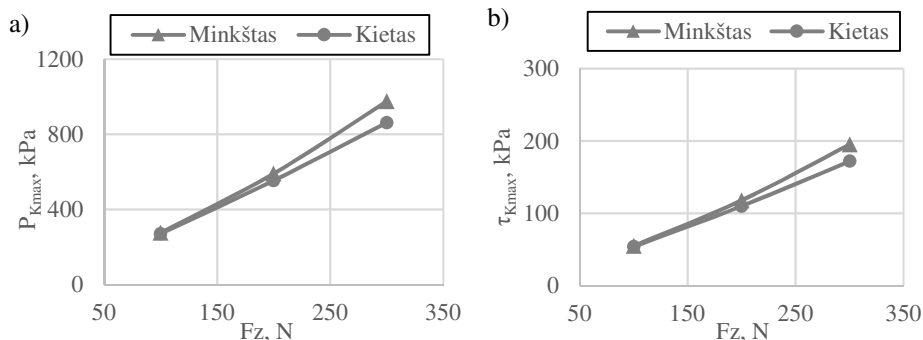 a)
Minkštas Kietas
1200
800
400
0
P_Kmax, kPa
50 150 250 350
Fz, N
b)
Minkštas Kietas
300
200
100
0
τ_Kmax, kPa
50 150 250 350
Fz, N